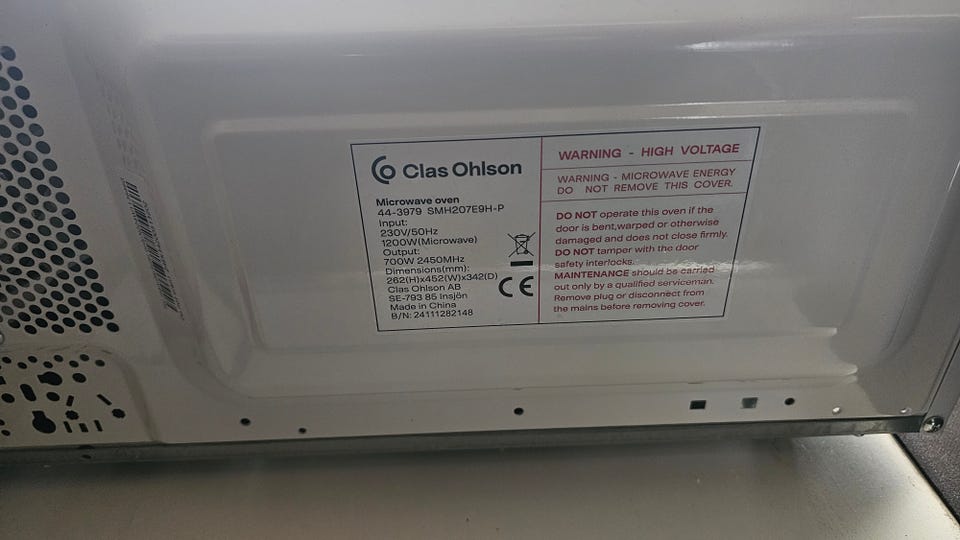 Clas Ohlson
Microwave oven
44-3979 SMH207E9H-P
Input:
230V/50Hz
1200W(Microwave)
Output:
700W 2450MHz
Dimensions(mm):
262(H)x452(W)x342(D)
Clas Ohlson AB
SE-793 85 Insjön
Made in China
B/N: 24111282148
CE
WARNING - HIGH VOLTAGE
WARNING - MICROWAVE ENERGY
DO NOT REMOVE THIS COVER.
DO NOT operate this oven if the
door is bent,warped or otherwise
damaged and does not close firmly.
DO NOT tamper with the door
safety interlocks.
MAINTENANCE should be carried
out only by a qualified serviceman.
Remove plug or disconnect from
the mains before removing cover.